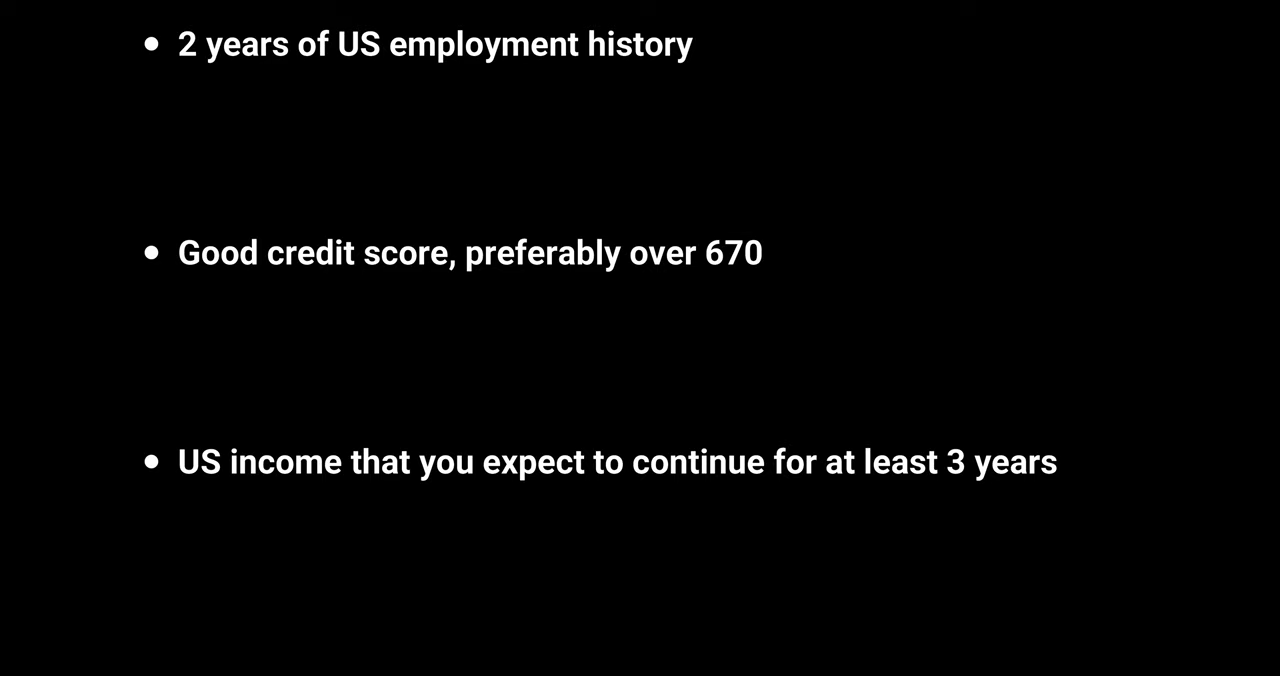 • 2 years of US employment history
• Good credit score, preferably over 670
• US income that you expect to continue for at least 3 years